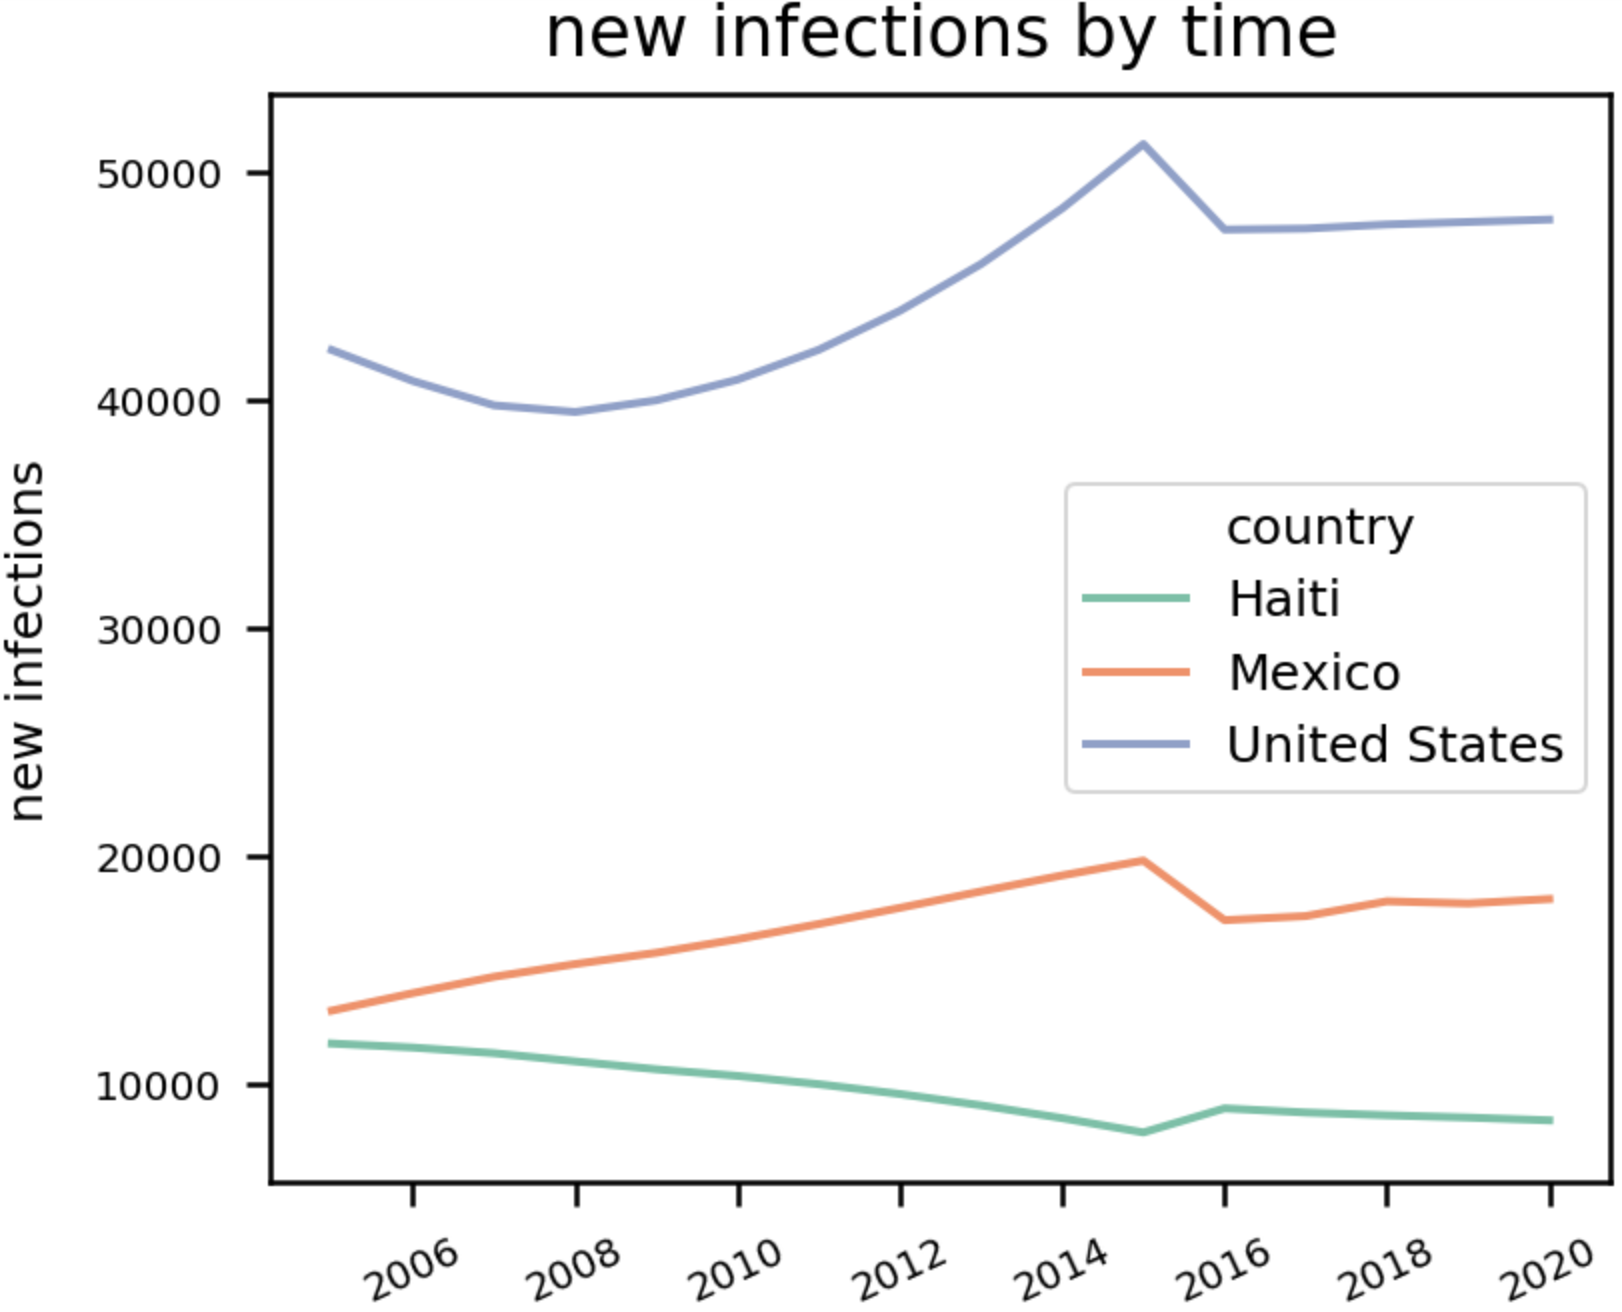 new infections by time
new infections
50000
40000
30000
20000
10000
country
Haiti
Mexico
United States
2006
2008
2010
2012
2014
2016
2018
2020